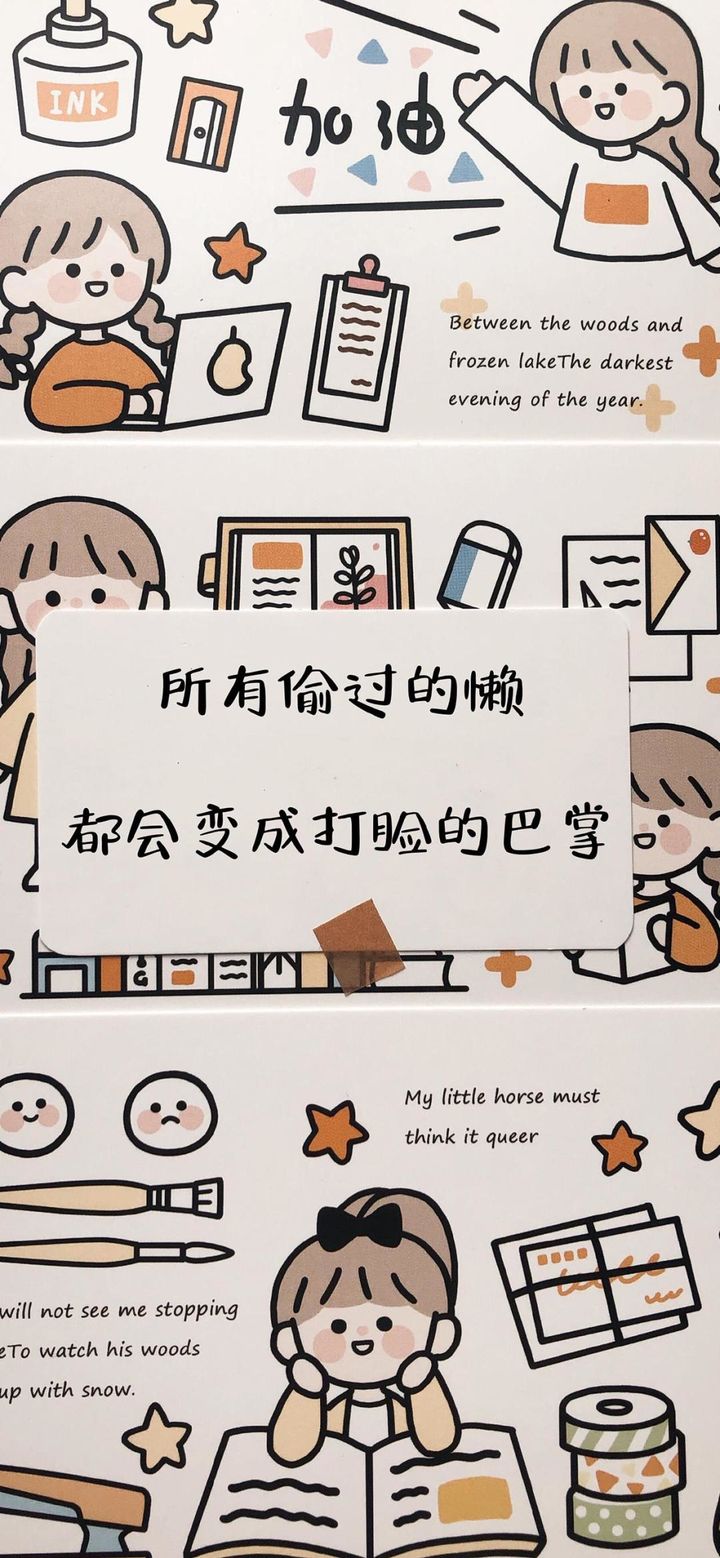 INK
加油
Between the woods and
frozen lakeThe darkest
evening of the year.
所有偷过的懒
都会变成打脸的巴掌
My little horse must
think it queer
will not see me stopping
eTo watch his woods
up with snow.